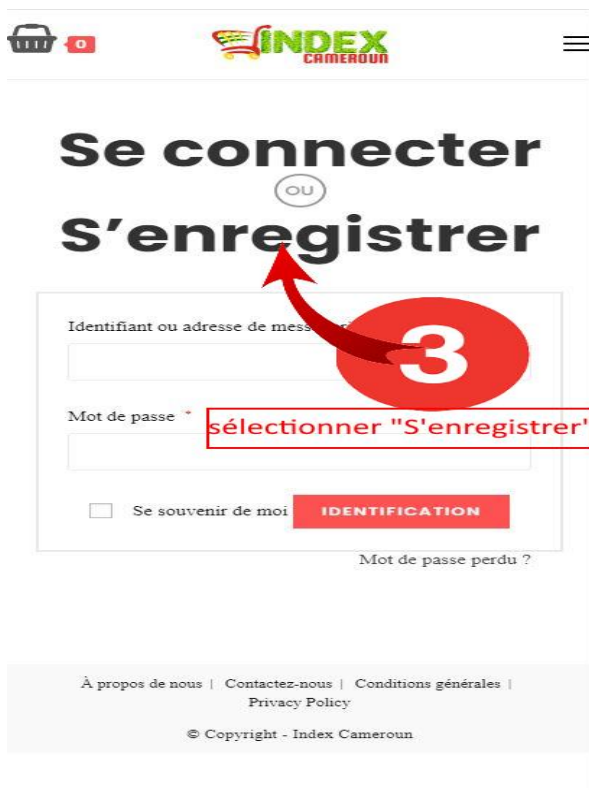 0
INDEX
CAMEROUN
Se connecter
OU
S'enregistrer
Identifiant ou adresse de
3
Mot de passe *
sélectionner "S'enregistrer"
Se souvenir de moi
IDENTIFICATION
Mot de passe perdu ?
À propos de nous | Contactez-nous | Conditions générales |
Privacy Policy
© Copyright - Index Cameroun